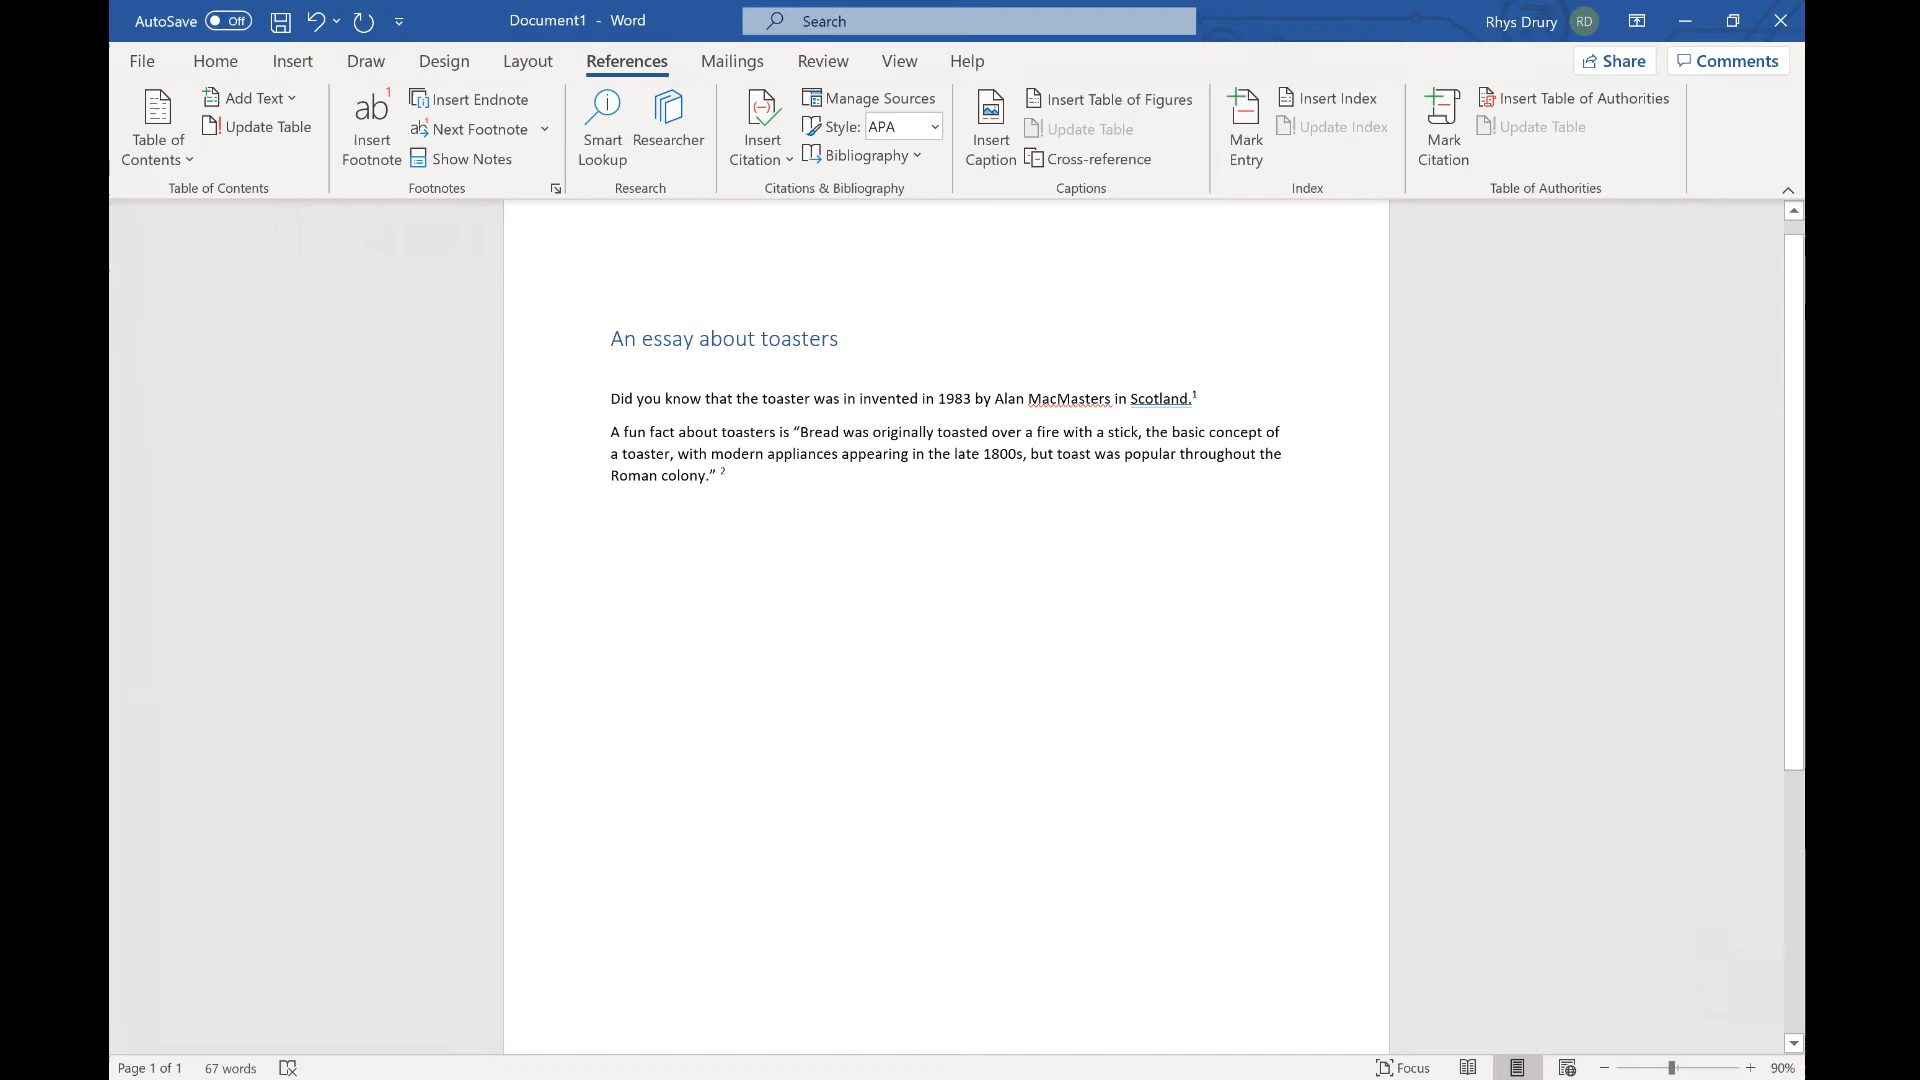 AutoSave Off Document1 - Word Search Rhys Drury RD
File Home Insert Draw Design Layout References Mailings Review View Help Share Comments
Table of Contents
Add Text
Update Table
Table of Contents
ab1
Insert Footnote
Insert Endnote
Next Footnote
Show Notes
Footnotes
Smart Lookup
Researcher
Research
Insert Citation
Manage Sources
Style: APA
Bibliography
Citations & Bibliography
Insert Caption
Insert Table of Figures
Update Table
Cross-reference
Captions
Mark Entry
Insert Index
Update Index
Index
Mark Citation
Insert Table of Authorities
Update Table
Table of Authorities
An essay about toasters
Did you know that the toaster was in invented in 1983 by Alan MacMasters in Scotland.1
A fun fact about toasters is “Bread was originally toasted over a fire with a stick, the basic concept of
a toaster, with modern appliances appearing in the late 1800s, but toast was popular throughout the
Roman colony.” 2
Page 1 of 1 67 words Focus 90%